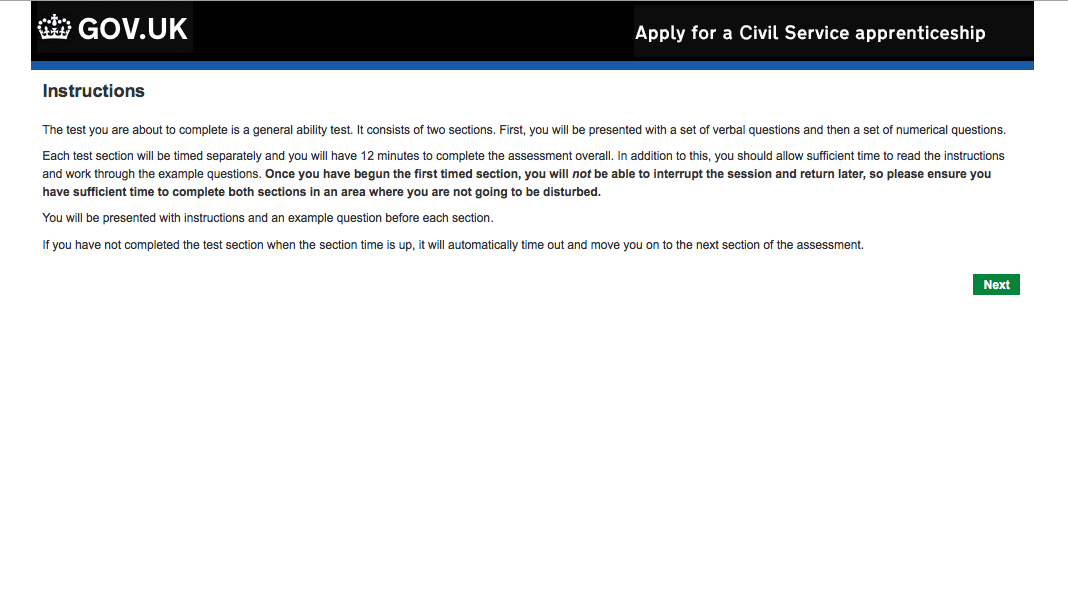 GOV.UK
Apply for a Civil Service apprenticeship
Instructions
The test you are about to complete is a general ability test. It consists of two sections. First, you will be presented with a set of verbal questions and then a set of numerical questions.
Each test section will be timed separately and you will have 12 minutes to complete the assessment overall. In addition to this, you should allow sufficient time to read the instructions
and work through the example questions. Once you have begun the first timed section, you will not be able to interrupt the session and return later, so please ensure you
have sufficient time to complete both sections in an area where you are not going to be disturbed.
You will be presented with instructions and an example question before each section.
If you have not completed the test section when the section time is up, it will automatically time out and move you on to the next section of the assessment.
Next